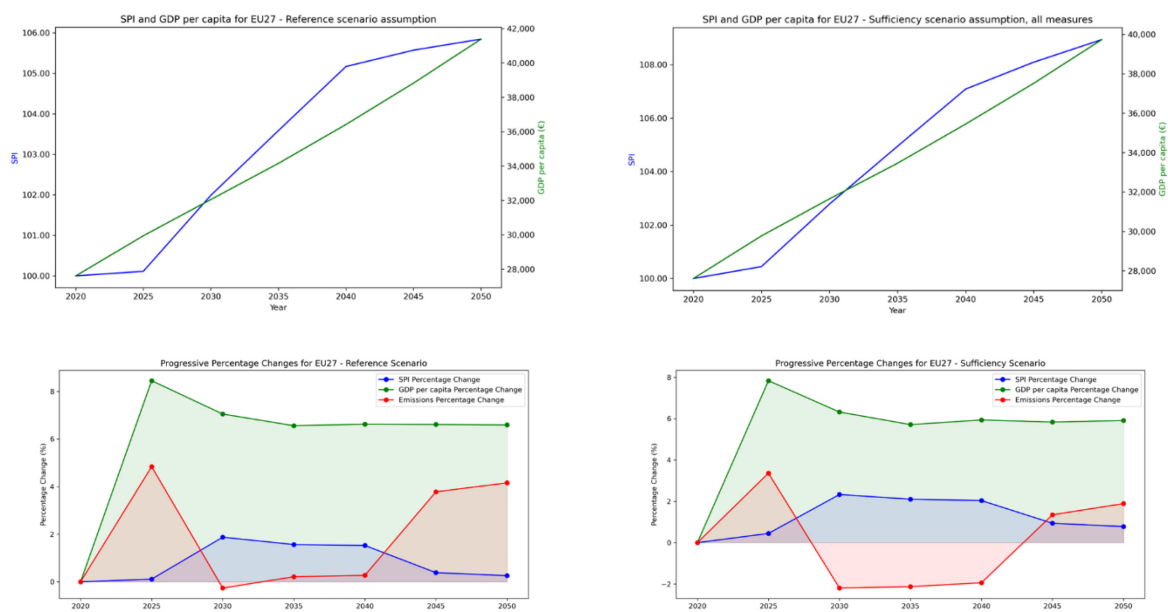 SPI and GDP per capita for EU27 - Reference scenario assumption
106.00
105.00
104.00
103.00
102.00
101.00
100.00
SPI
42,000
40,000
38,000
36,000
34,000
32,000
30,000
28,000
GDP per capita (€)
2020 2025 2030 2035 2040 2045 2050
Year
SPI and GDP per capita for EU27 - Sufficiency scenario assumption, all measures
108.00
106.00
104.00
102.00
100.00
SPI
40,000
38,000
36,000
34,000
32,000
30,000
28,000
GDP per capita (€)
2020 2025 2030 2035 2040 2045 2050
Year
Progressive Percentage Changes for EU27 - Reference Scenario
SPI Percentage Change
GDP per capita Percentage Change
Emissions Percentage Change
8
6
4
2
0
Percentage Change (%)
2020 2025 2030 2035 2040 2045 2050
Progressive Percentage Changes for EU27 - Sufficiency Scenario
SPI Percentage Change
GDP per capita Percentage Change
Emissions Percentage Change
8
6
4
2
0
−2
Percentage Change (%)
2020 2025 2030 2035 2040 2045 2050